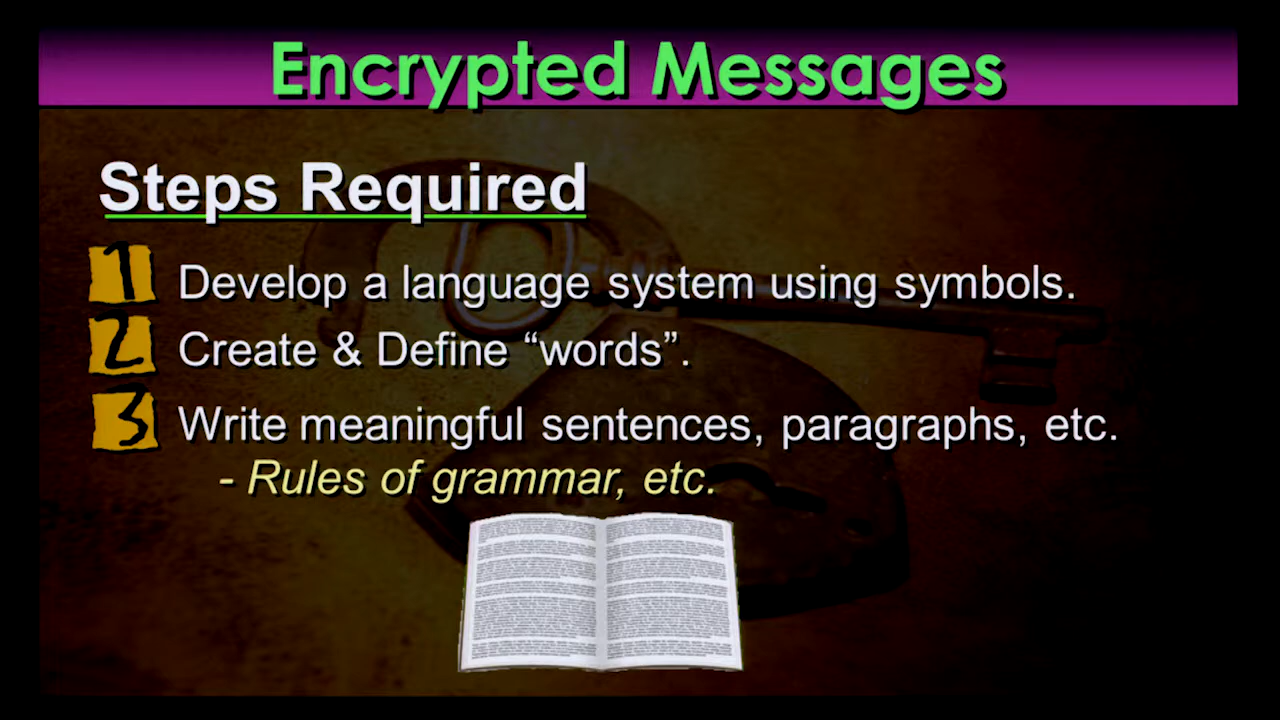 Encrypted Messages
Steps Required
1 Develop a language system using symbols.
2 Create & Define “words”.
3 Write meaningful sentences, paragraphs, etc.
- Rules of grammar, etc.